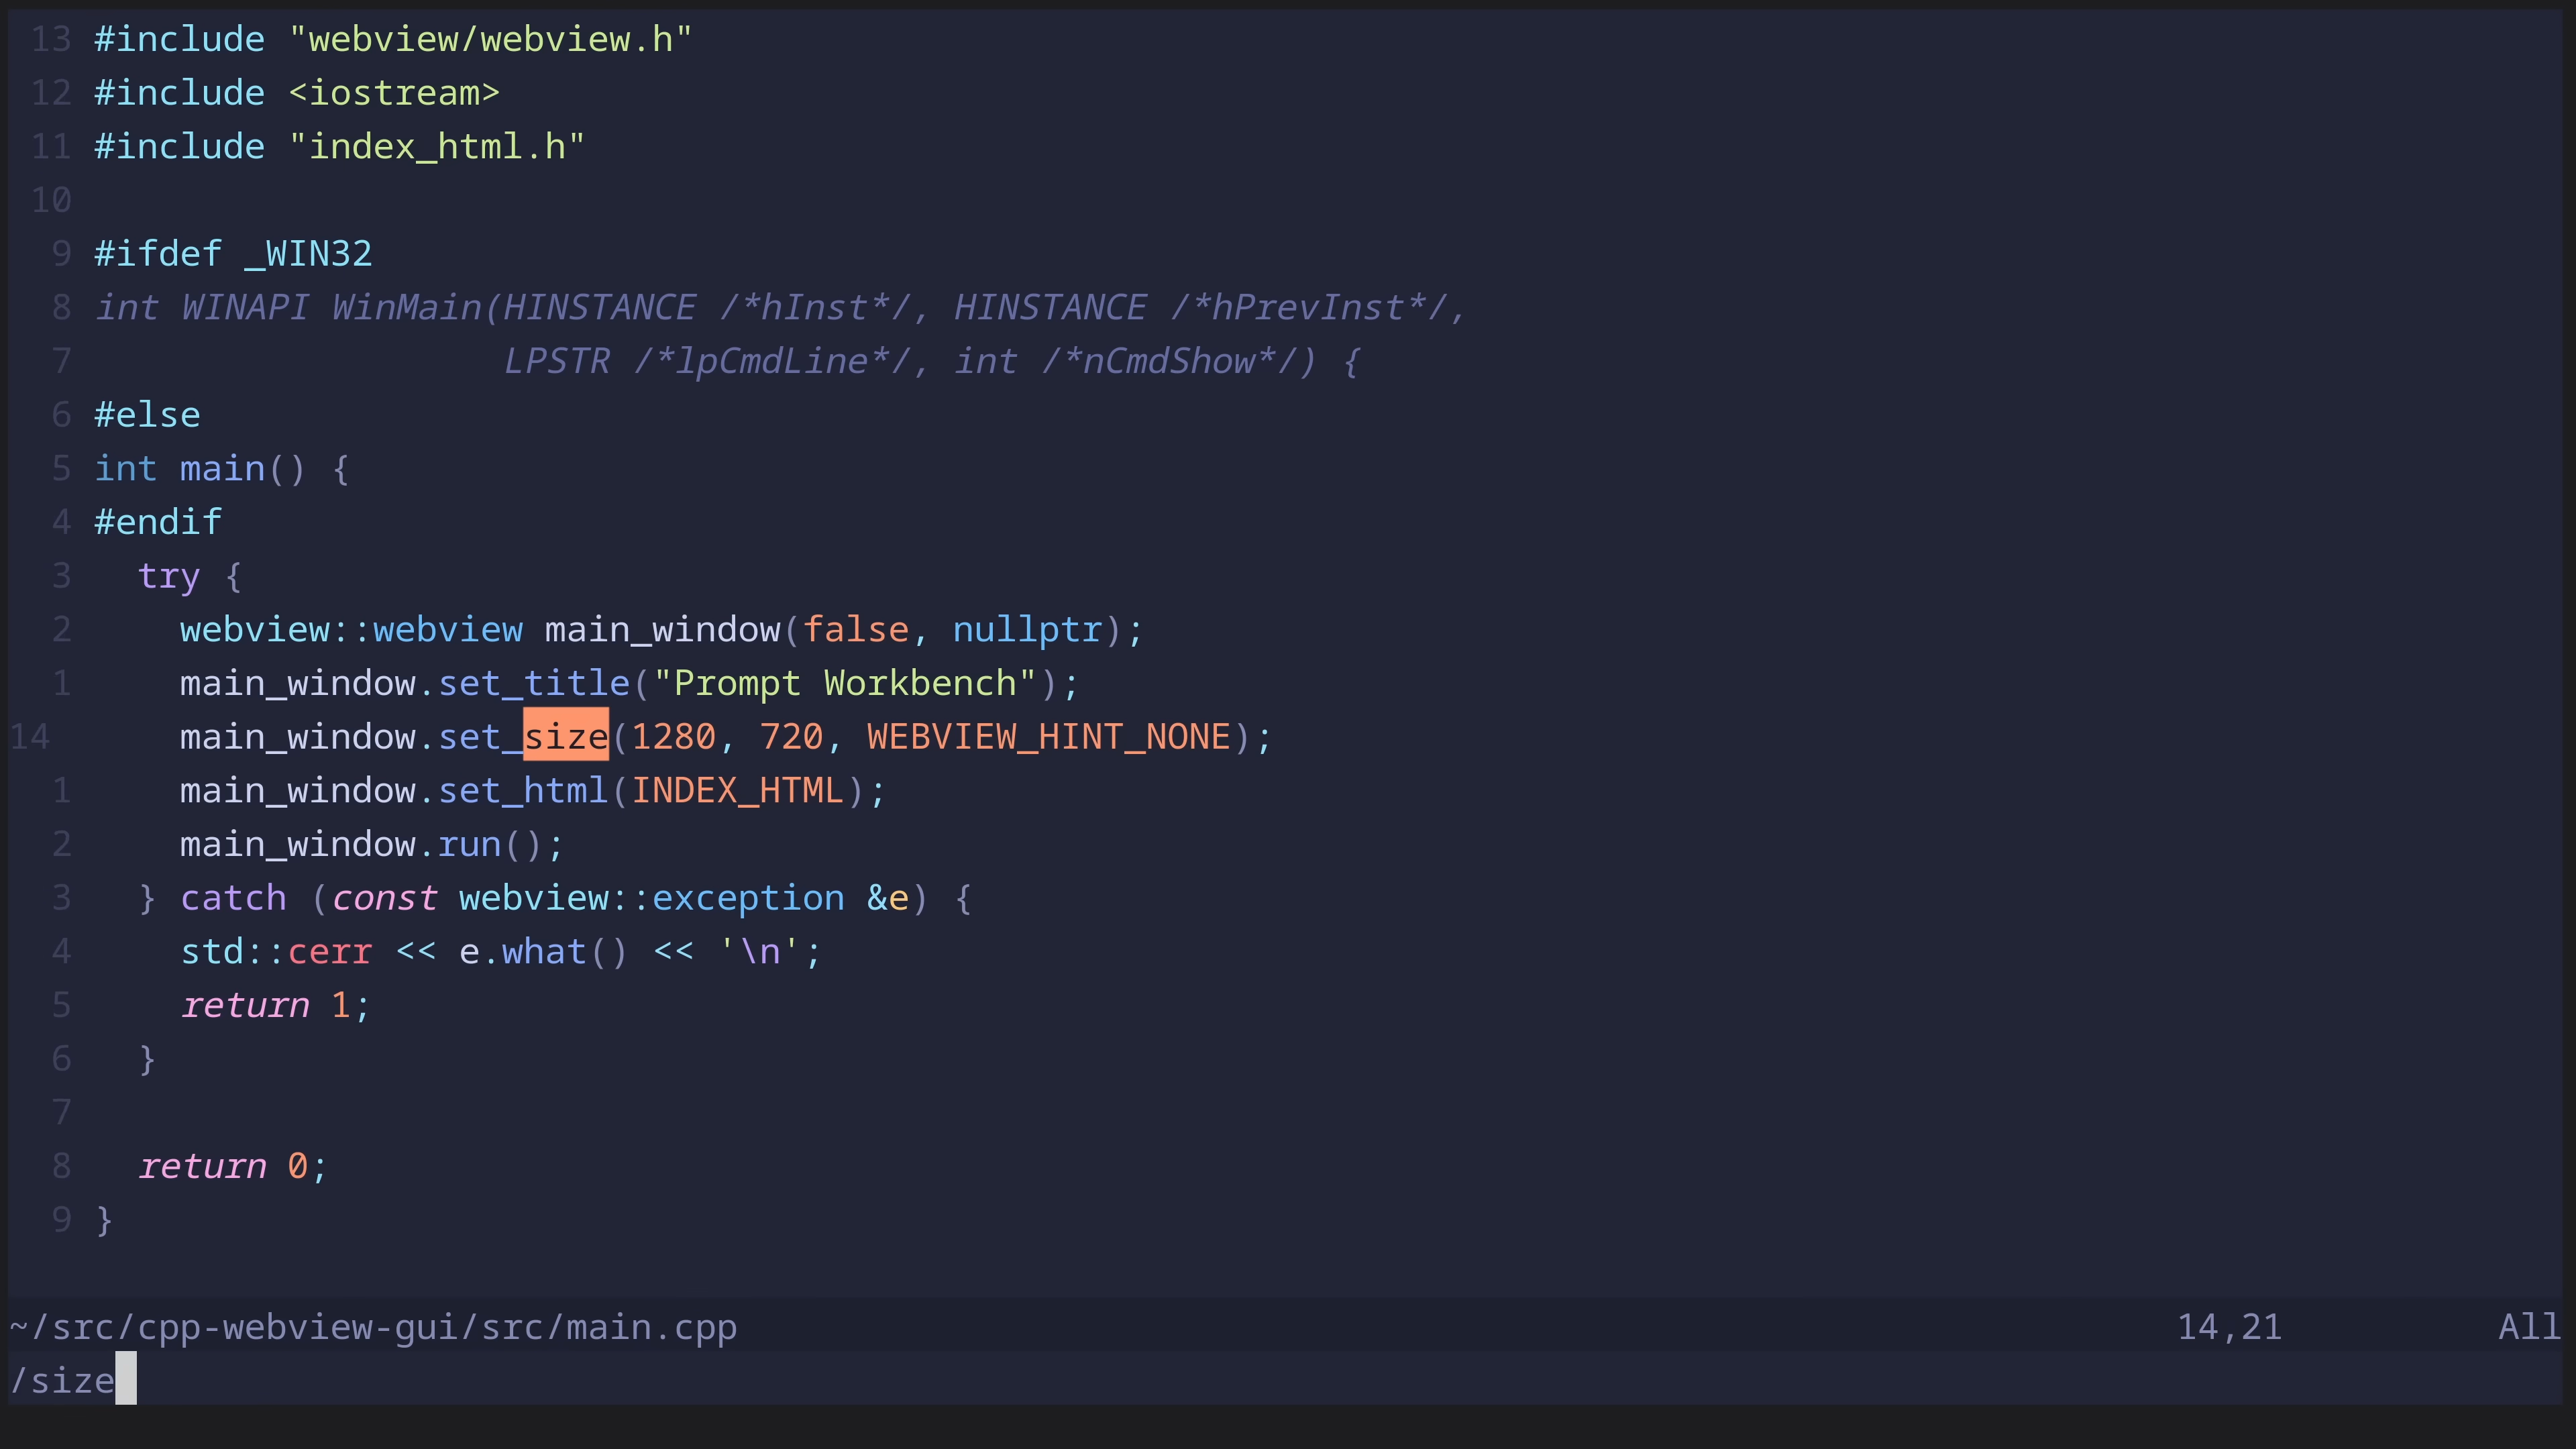 13 #include "webview/webview.h"
12 #include <iostream>
11 #include "index_html.h"
10
9 #ifdef _WIN32
8 int WINAPI WinMain(HINSTANCE /*hInst*/, HINSTANCE /*hPrevInst*/,
7                    LPSTR /*lpCmdLine*/, int /*nCmdShow*/) {
6 #else
5 int main() {
4 #endif
3   try {
2     webview::webview main_window(false, nullptr);
1     main_window.set_title("Prompt Workbench");
14      main_window.set_size(1280, 720, WEBVIEW_HINT_NONE);
1     main_window.set_html(INDEX_HTML);
2     main_window.run();
3   } catch (const webview::exception &e) {
4     std::cerr << e.what() << '\n';
5     return 1;
6   }
7
8   return 0;
9 }
~/src/cpp-webview-gui/src/main.cpp 14,21 All
/size